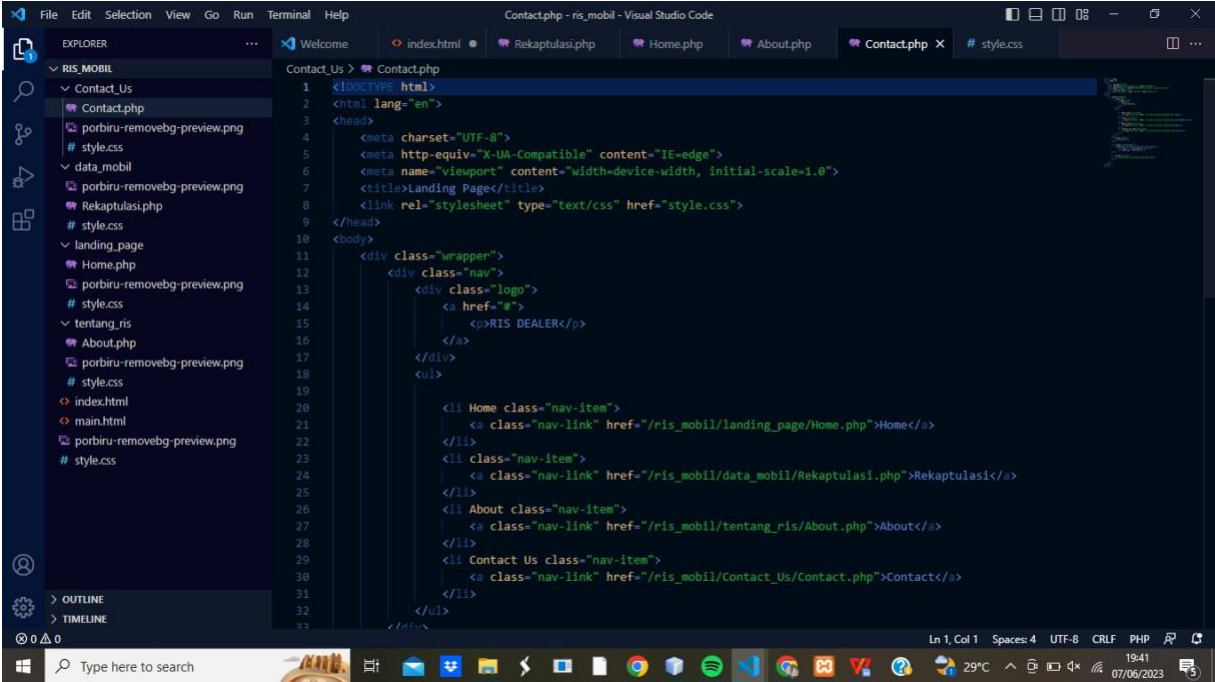 File Edit Selection View Go Run Terminal Help Contact.php - ris_mobil - Visual Studio Code
EXPLORER ...
Welcome index.html Rekaptulasi.php Home.php About.php Contact.php style.css
RIS_MOBIL
Contact_Us
Contact.php
porbiru-removebg-preview.png
style.css
data_mobil
porbiru-removebg-preview.png
Rekaptulasi.php
style.css
landing_page
Home.php
porbiru-removebg-preview.png
style.css
tentang_ris
About.php
porbiru-removebg-preview.png
style.css
index.html
main.html
porbiru-removebg-preview.png
style.css
OUTLINE
TIMELINE
Contact_Us > Contact.php
1 <!DOCTYPE html>
2 <html lang="en">
3 <head>
4 <meta charset="UTF-8">
5 <meta http-equiv="X-UA-Compatible" content="IE=edge">
6 <meta name="viewport" content="width=device-width, initial-scale=1.0">
7 <title>Landing Page</title>
8 <link rel="stylesheet" type="text/css" href="style.css">
9 </head>
10 <body>
11 <div class="wrapper">
12 <div class="nav">
13 <div class="logo">
14 <a href="#">
15 <p>RIS DEALER</p>
16 </a>
17 </div>
18 <ul>
19
20 <li Home class="nav-item">
21 <a class="nav-link" href="/ris_mobil/landing_page/Home.php">Home</a>
22 </li>
23 <li class="nav-item">
24 <a class="nav-link" href="/ris_mobil/data_mobil/Rekaptulasi.php">Rekaptulasi</a>
25 </li>
26 <li About class="nav-item">
27 <a class="nav-link" href="/ris_mobil/tentang_ris/About.php">About</a>
28 </li>
29 <li Contact Us class="nav-item">
30 <a class="nav-link" href="/ris_mobil/Contact_Us/Contact.php">Contact</a>
31 </li>
32 </ul>
33 </div>
0 0 Ln 1, Col 1 Spaces: 4 UTF-8 CRLF PHP
Type here to search 29°C 19:41
07/06/2023 5